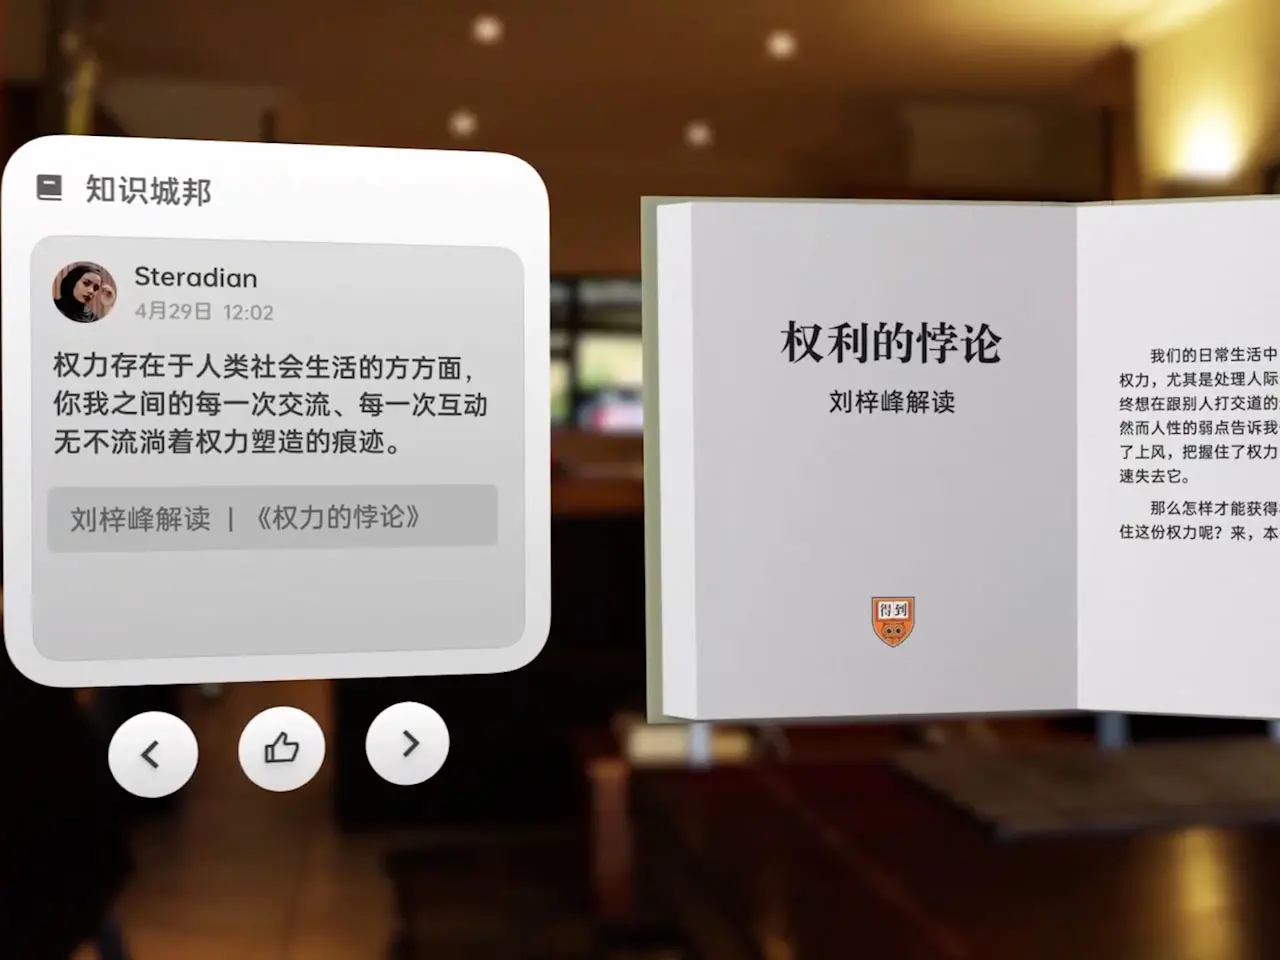 知识城邦
Steradian
4月29日 12:02
权力存在于人类社会生活的方方面，
你我之间的每一次交流、每一次互动
无不流淌着权力塑造的痕迹。
刘梓峰解读 | 《权力的悖论》
权利的悖论
刘梓峰解读
得到
我们的日常生活中
权力，尤其是处理人际
终想在跟别人打交道的
然而人性的弱点告诉我
了上风，把握住了权力
速失去它。
那么怎样才能获得
住这份权力呢？来，本